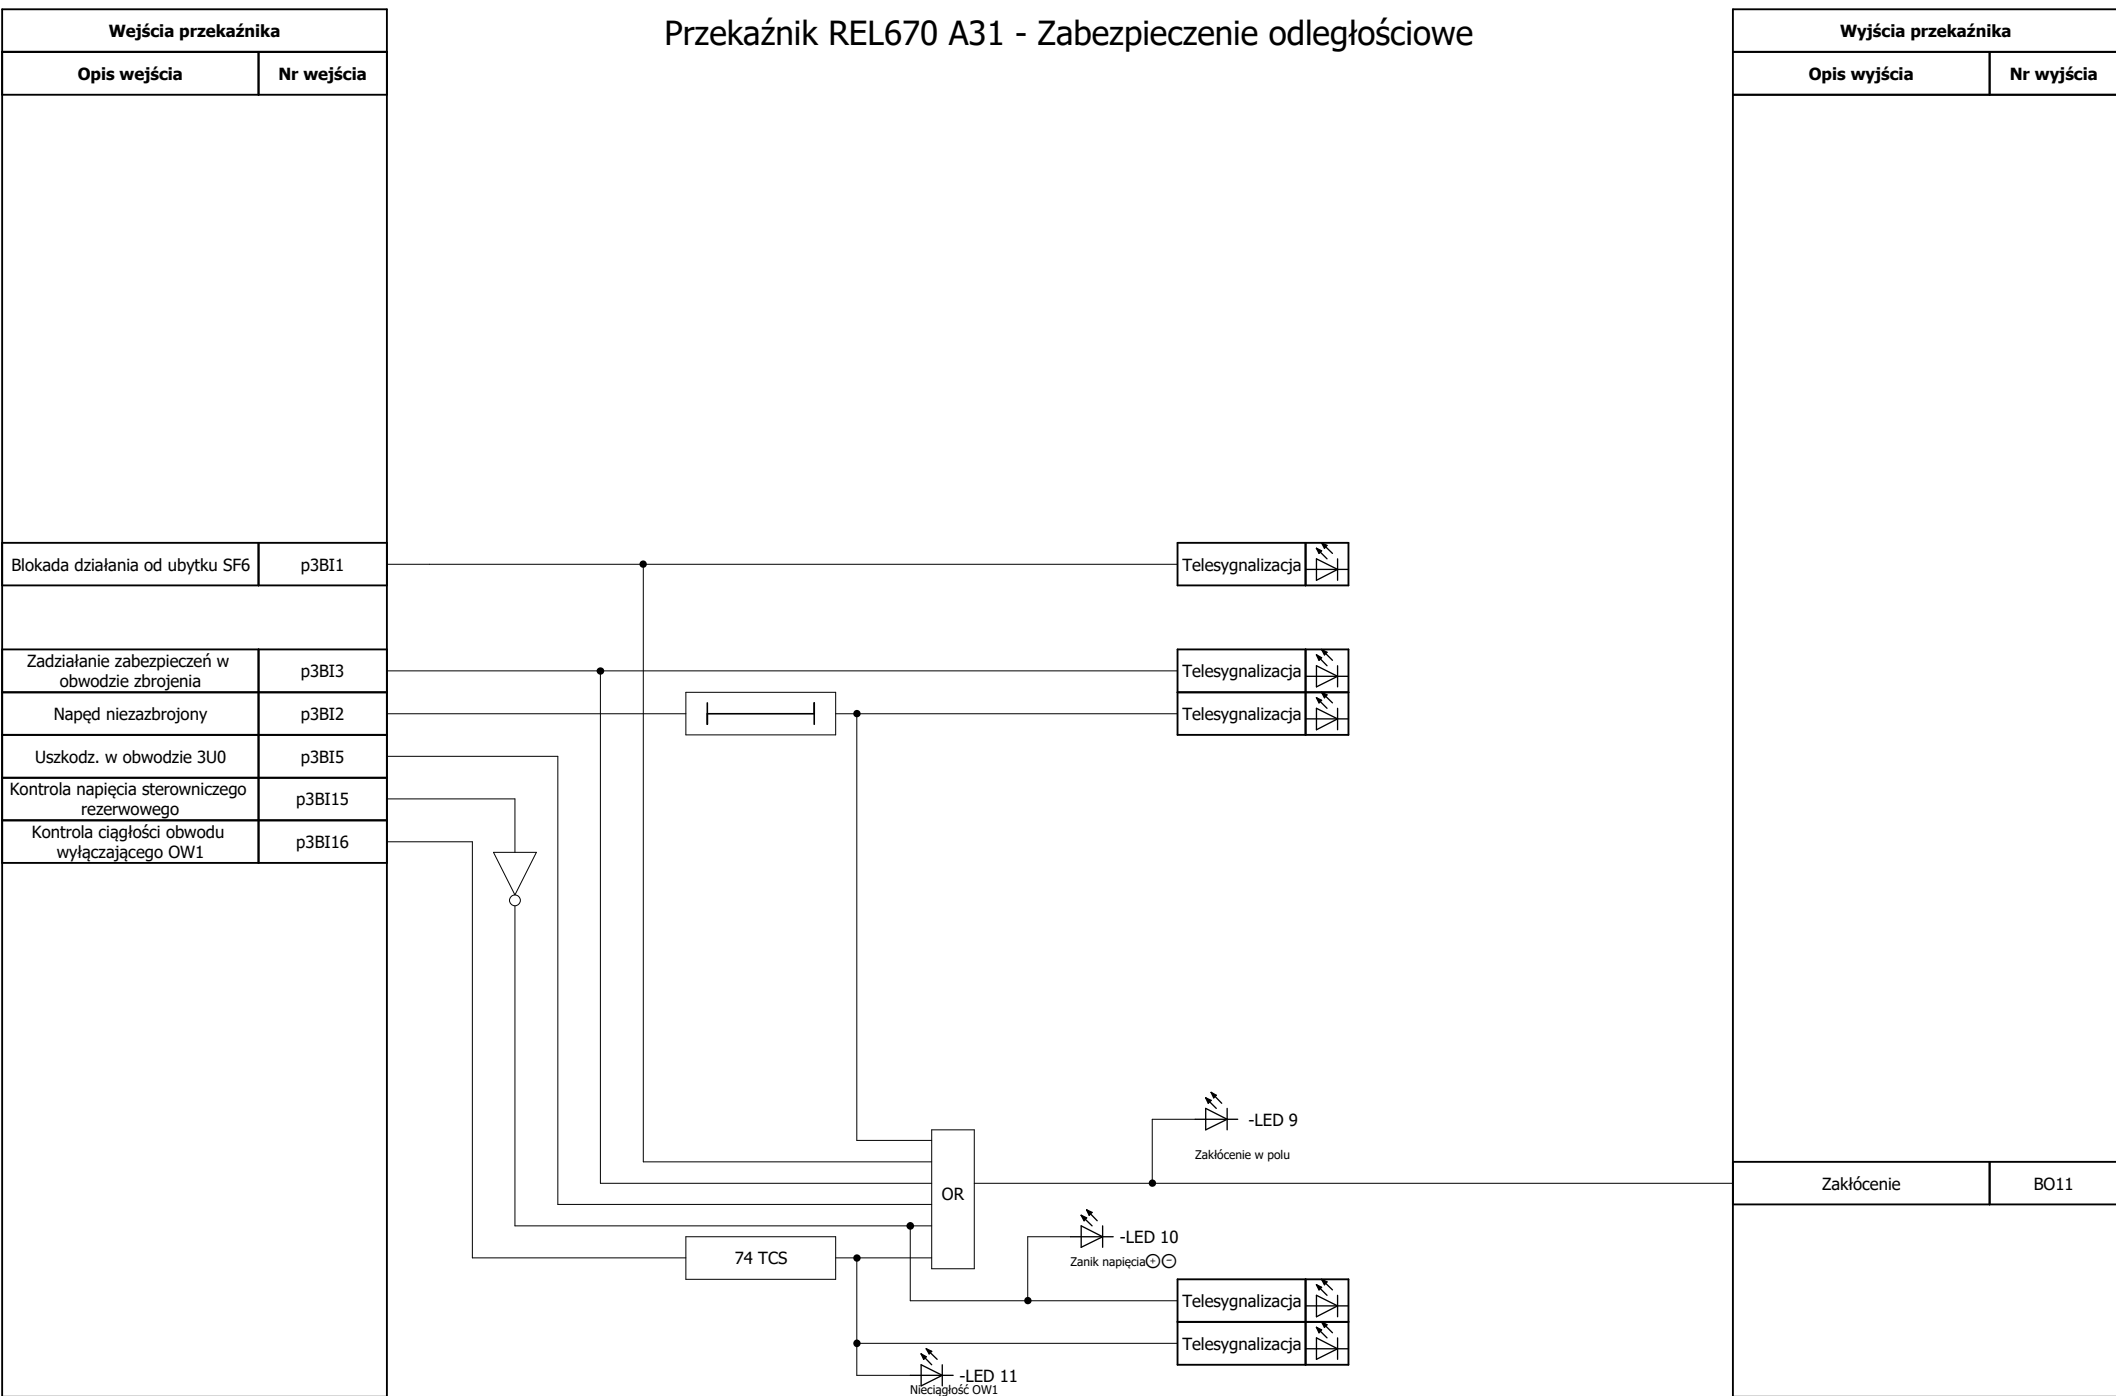 Przekaźnik REL670 A31 - Zabezpieczenie odległościowe
Wejścia przekaźnika
Opis wejścia
Nr wejścia
Wyjścia przekaźnika
Opis wyjścia
Nr wyjścia
Blokada działania od ubytku SF6
p3BI1
Telesygnalizacja
Zadziałanie zabezpieczeń w
obwodzie zbrojenia
p3BI3
Telesygnalizacja
Napęd niezazbrojony
p3BI2
Telesygnalizacja
Uszkodz. w obwodzie 3U0
p3BI5
Kontrola napięcia sterowniczego
rezerwowego
p3BI15
Kontrola ciągłości obwodu
wyłączającego OW1
p3BI16
-LED 9
Zakłócenie w polu
OR
Zakłócenie
BO11
-LED 10
Zanik napięcia⊕⊖
74 TCS
Telesygnalizacja
Telesygnalizacja
-LED 11
Nieciągłość OW1